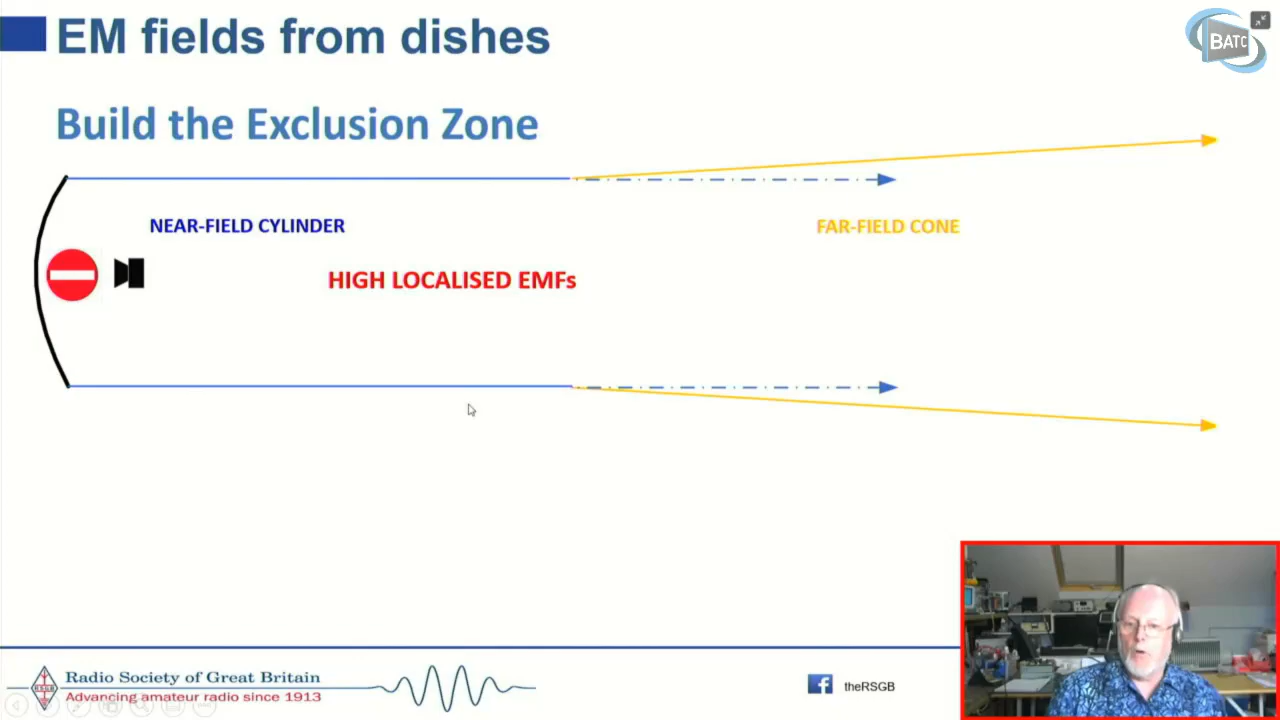 EM fields from dishes
BATC
Build the Exclusion Zone
NEAR-FIELD CYLINDER
FAR-FIELD CONE
HIGH LOCALISED EMFs
Radio Society of Great Britain
Advancing amateur radio since 1913
RSGB
theRSGB